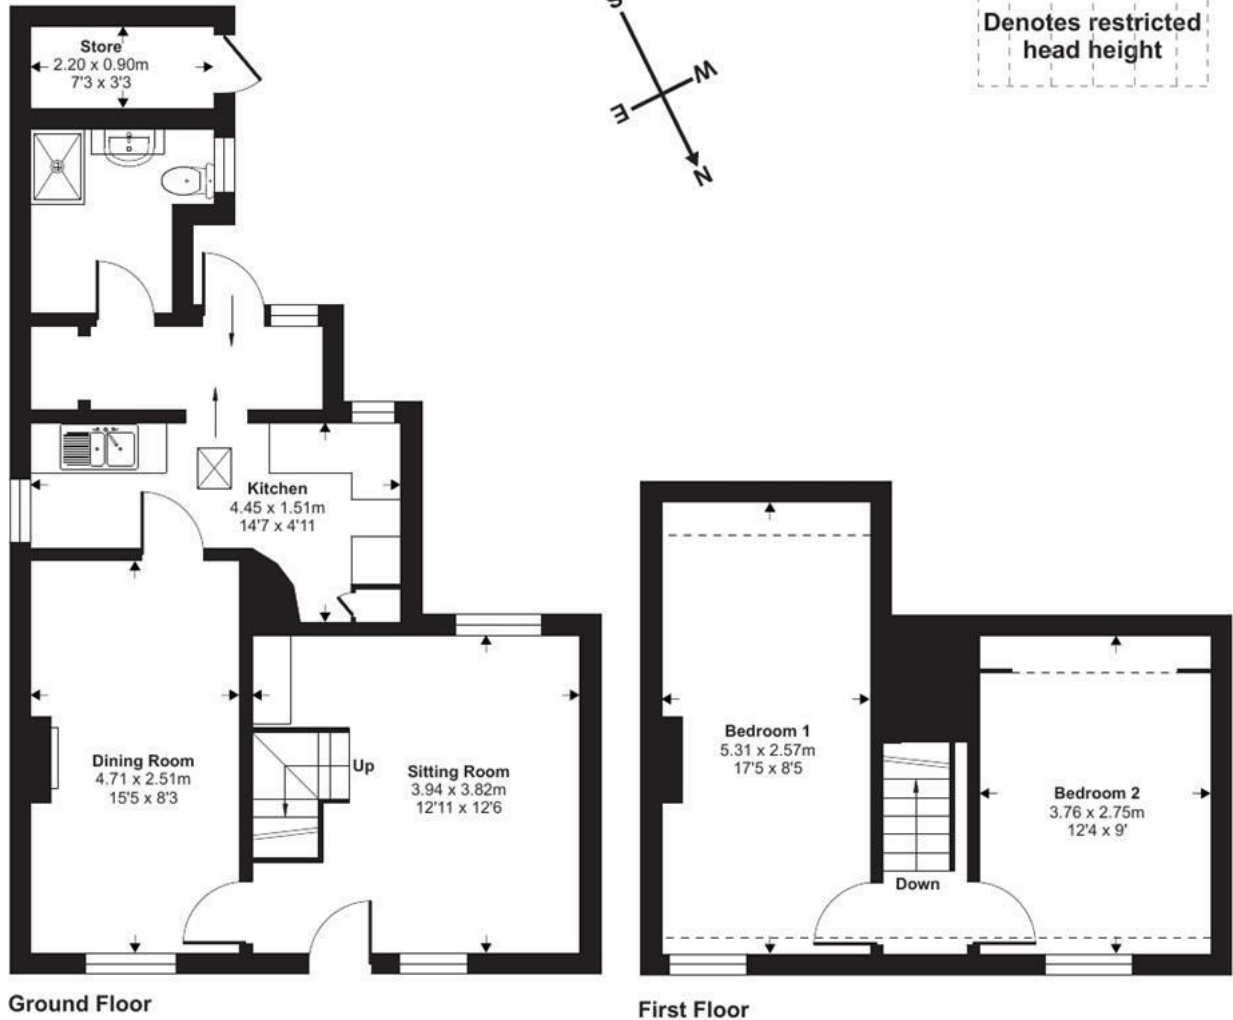 Store
2.20 x 0.90m
7'3 x 3'3
S
W
E
N
Denotes restricted
head height
Kitchen
4.45 x 1.51m
14'7 x 4'11
Dining Room
4.71 x 2.51m
15'5 x 8'3
Up
Sitting Room
3.94 x 3.82m
12'11 x 12'6
Ground Floor
Bedroom 1
5.31 x 2.57m
17'5 x 8'5
Bedroom 2
3.76 x 2.75m
12'4 x 9'
Down
First Floor